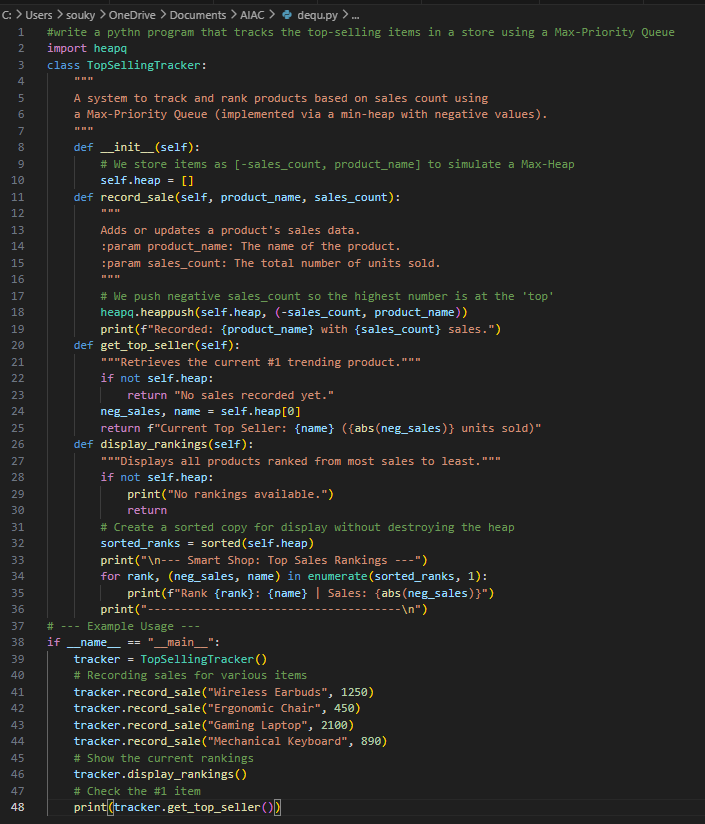 C: > Users > souky > OneDrive > Documents > AIAC > dequ.py > ...
1 #write a pythn program that tracks the top-selling items in a store using a Max-Priority Queue
2 import heapq
3 class TopSellingTracker:
4     """
5     A system to track and rank products based on sales count using
6     a Max-Priority Queue (implemented via a min-heap with negative values).
7     """
8     def __init__(self):
9         # We store items as [-sales_count, product_name] to simulate a Max-Heap
10         self.heap = []
11     def record_sale(self, product_name, sales_count):
12         """
13         Adds or updates a product's sales data.
14         :param product_name: The name of the product.
15         :param sales_count: The total number of units sold.
16         """
17         # We push negative sales_count so the highest number is at the 'top'
18         heapq.heappush(self.heap, (-sales_count, product_name))
19         print(f"Recorded: {product_name} with {sales_count} sales.")
20     def get_top_seller(self):
21         """Retrieves the current #1 trending product."""
22         if not self.heap:
23             return "No sales recorded yet."
24         neg_sales, name = self.heap[0]
25         return f"Current Top Seller: {name} ({abs(neg_sales)} units sold)"
26     def display_rankings(self):
27         """Displays all products ranked from most sales to least."""
28         if not self.heap:
29             print("No rankings available.")
30             return
31         # Create a sorted copy for display without destroying the heap
32         sorted_ranks = sorted(self.heap)
33         print("\n--- Smart Shop: Top Sales Rankings ---")
34         for rank, (neg_sales, name) in enumerate(sorted_ranks, 1):
35             print(f"Rank {rank}: {name} | Sales: {abs(neg_sales)}")
36         print("--------------------------------------\n")
37 # --- Example Usage ---
38 if __name__ == "__main__":
39     tracker = TopSellingTracker()
40     # Recording sales for various items
41     tracker.record_sale("Wireless Earbuds", 1250)
42     tracker.record_sale("Ergonomic Chair", 450)
43     tracker.record_sale("Gaming Laptop", 2100)
44     tracker.record_sale("Mechanical Keyboard", 890)
45     # Show the current rankings
46     tracker.display_rankings()
47     # Check the #1 item
48     print(tracker.get_top_seller())